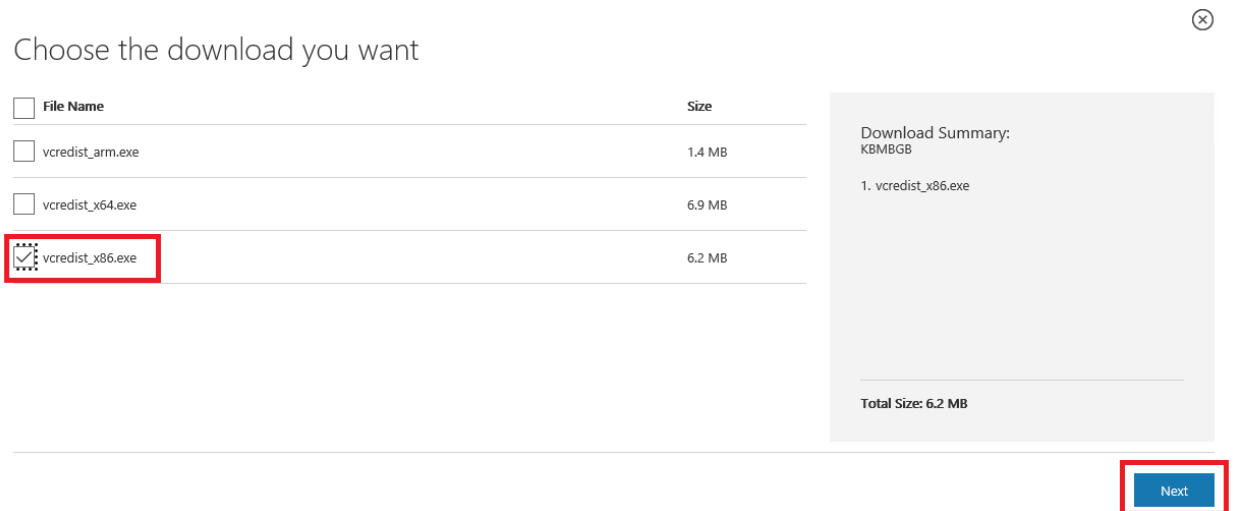 Choose the download you want
File Name Size
vcredist_arm.exe 1.4 MB
vcredist_x64.exe 6.9 MB
vcredist_x86.exe 6.2 MB
Download Summary:
KBMBGB
1. vcredist_x86.exe
Total Size: 6.2 MB
Next